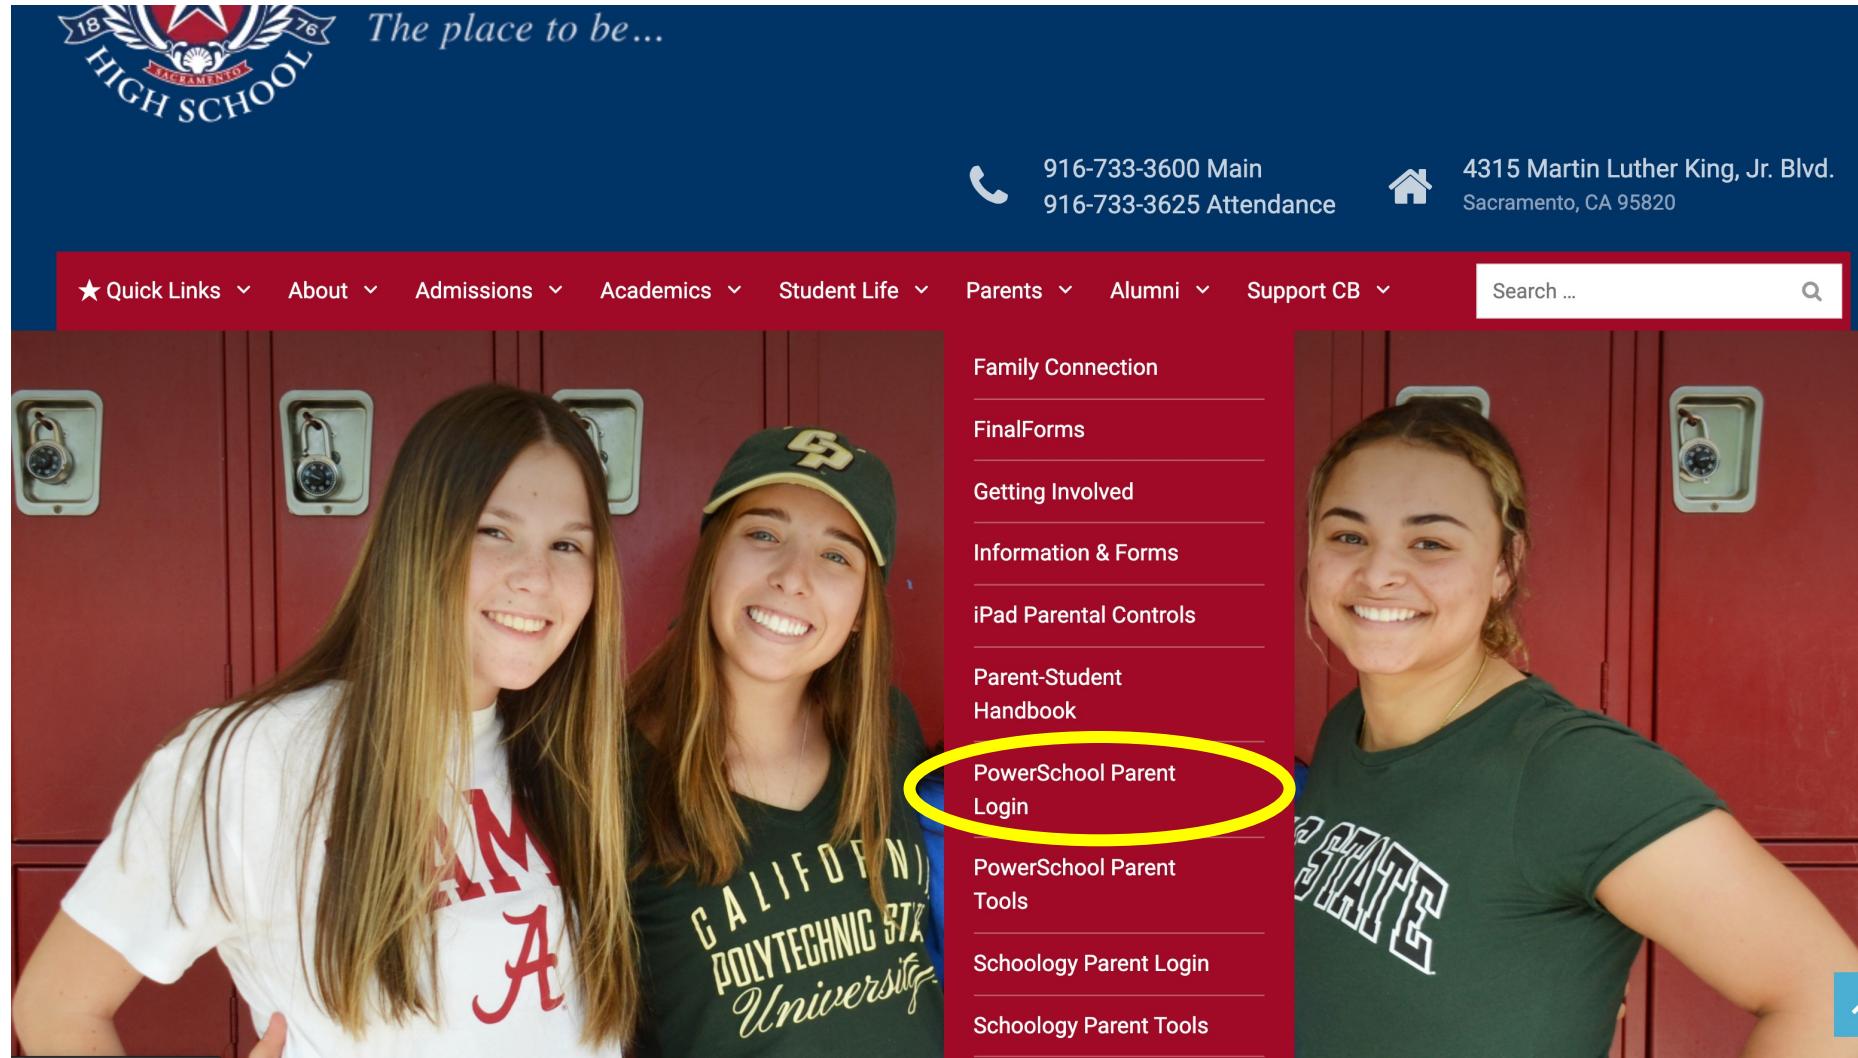 18 76
SACRAMENTO
HIGH SCHOOL
The place to be...
916-733-3600 Main
916-733-3625 Attendance
4315 Martin Luther King, Jr. Blvd.
Sacramento, CA 95820
Quick Links
About
Admissions
Academics
Student Life
Parents
Alumni
Support CB
Search ...
Family Connection
FinalForms
Getting Involved
Information & Forms
iPad Parental Controls
Parent-Student
Handbook
PowerSchool Parent
Login
PowerSchool Parent
Tools
Schoology Parent Login
Schoology Parent Tools
CP
A
CALIFORNI
POLYTECHNIC STA
University
STATE